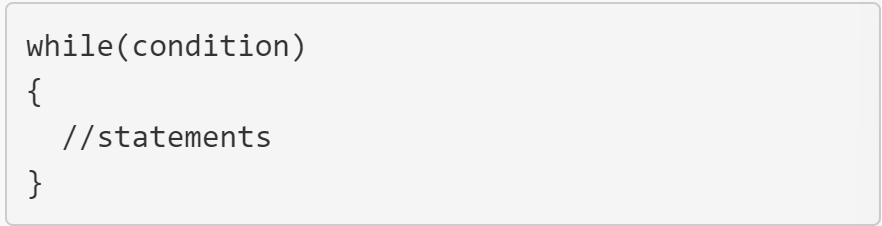 while(condition)
{
  //statements
}